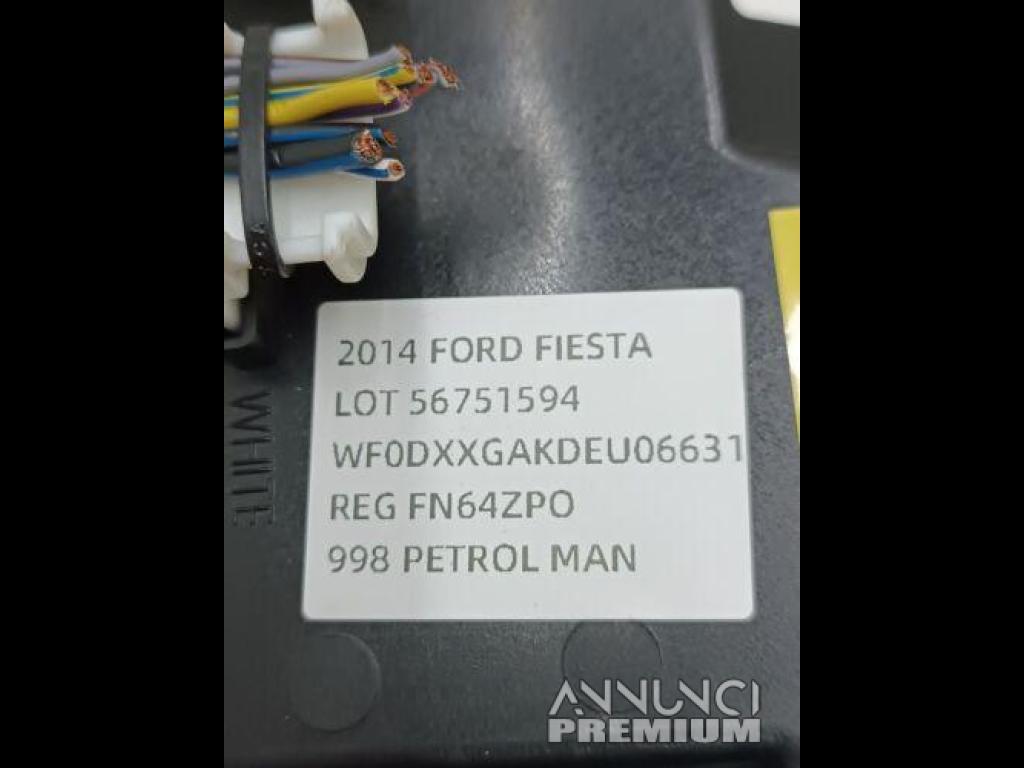 2014 FORD FIESTA
LOT 56751594
WF0DXXGAKDEU06631
REG FN64ZPO
998 PETROL MAN
WHITE
ANNUNCI
PREMIUM